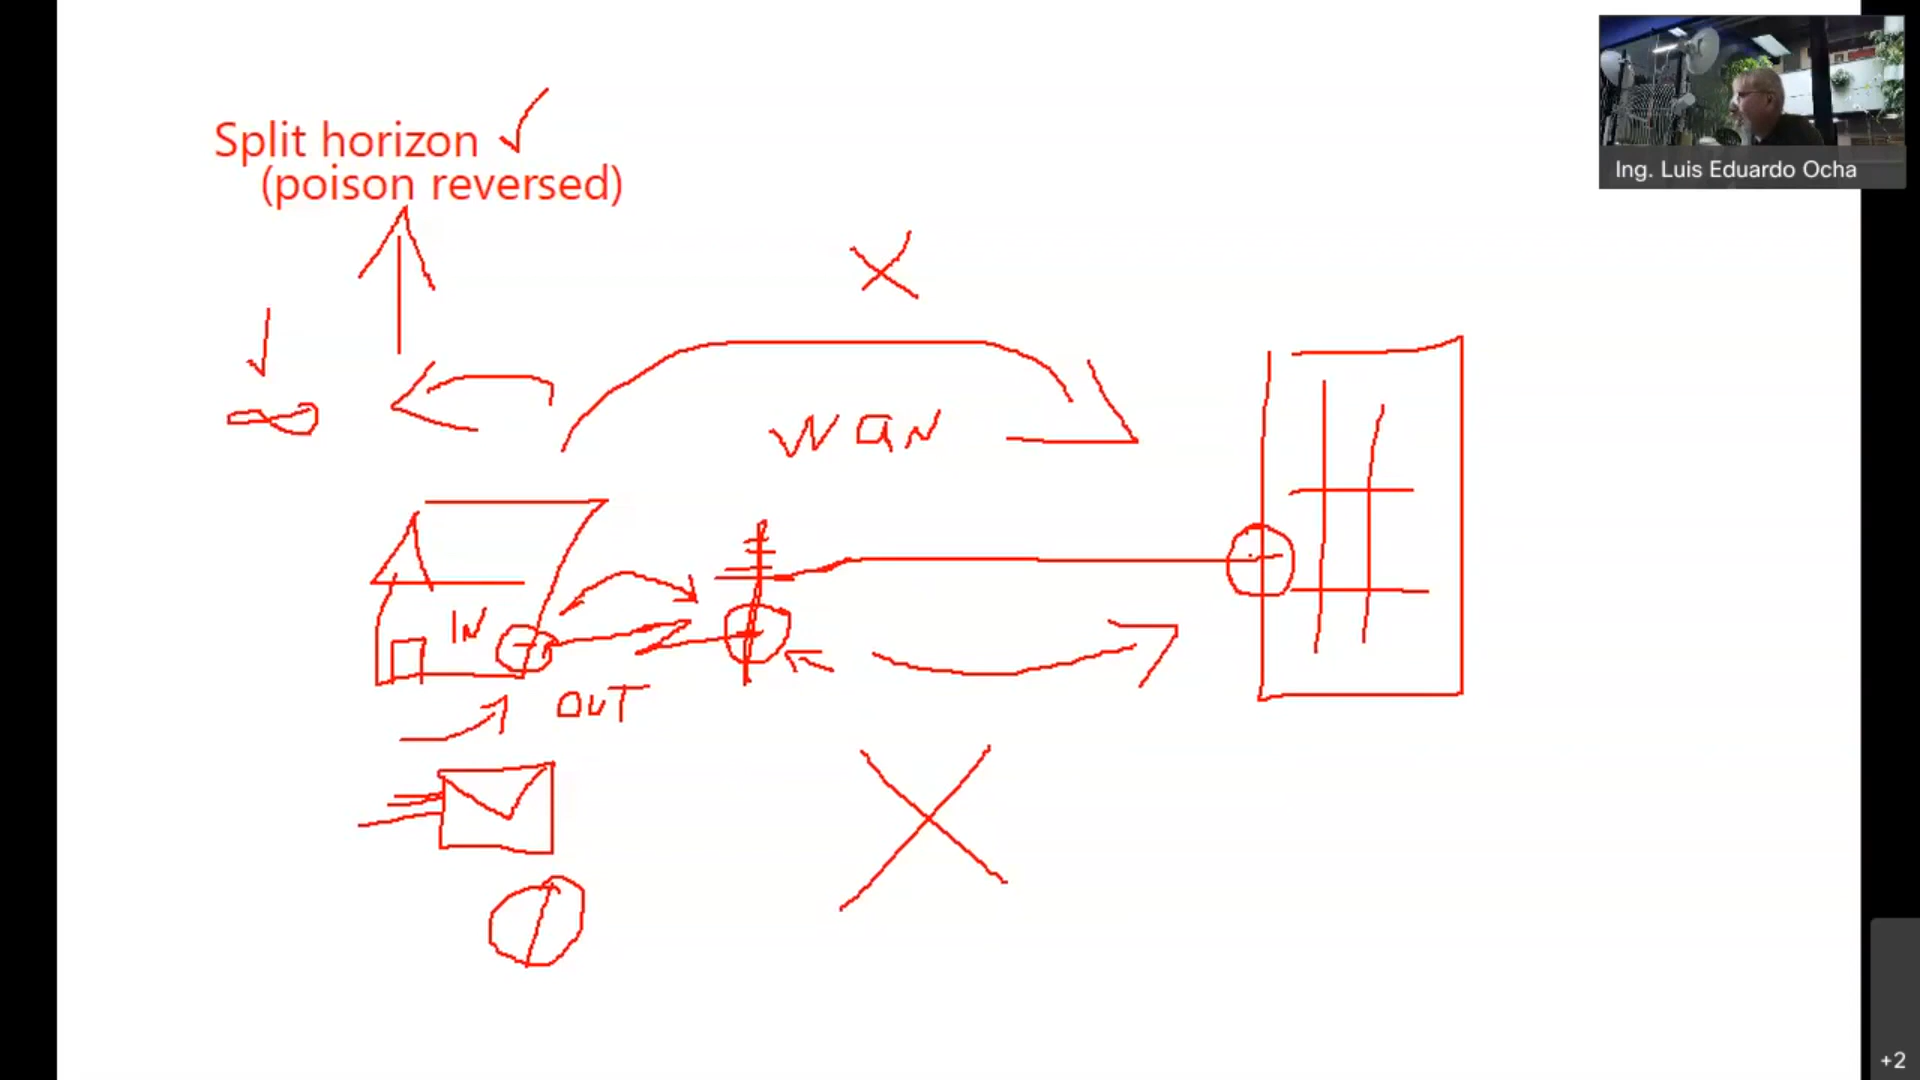 Split horizon
(poison reversed)
Ing. Luis Eduardo Ocha
∞
WaN
IN
OUT
+2